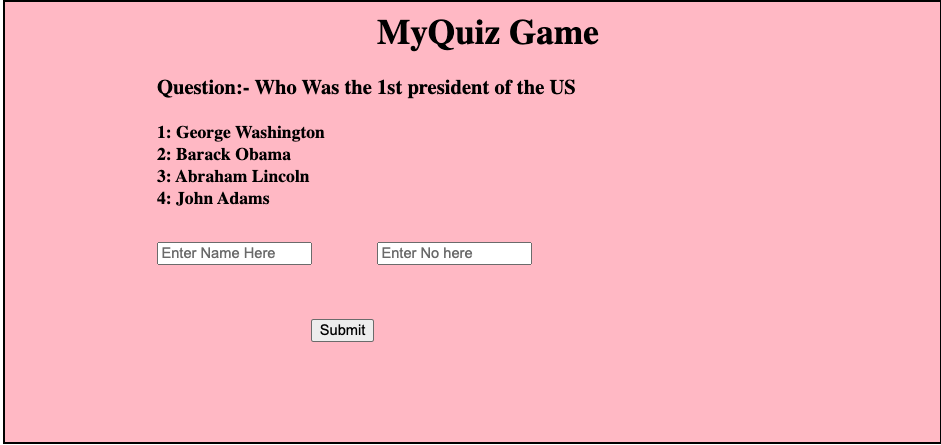 MyQuiz Game
Question:- Who Was the 1st president of the US
1: George Washington
2: Barack Obama
3: Abraham Lincoln
4: John Adams
Enter Name Here Enter No here
Submit